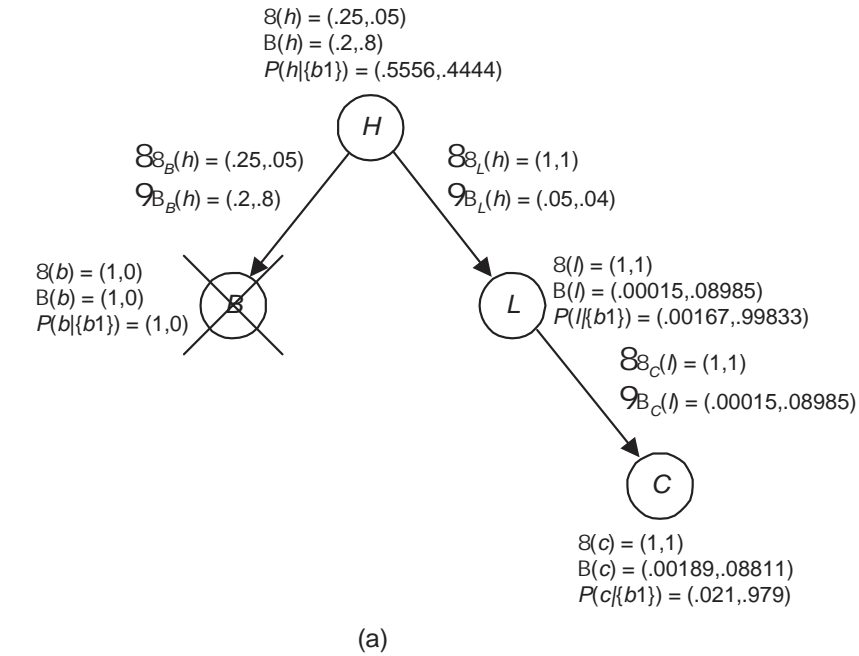 8(h) = (.25,.05)
B(h) = (.2,.8)
P(h|{b1}) = (.5556,.4444)
H
88B(h) = (.25,.05)
9BB(h) = (.2,.8)
88L(h) = (1,1)
9BL(h) = (.05,.04)
8(b) = (1,0)
B(b) = (1,0)
P(b|{b1}) = (1,0)
B
L
8(l) = (1,1)
B(l) = (.00015,.08985)
P(l|{b1}) = (.00167,.99833)
88C(l) = (1,1)
9BC(l) = (.00015,.08985)
C
8(c) = (1,1)
B(c) = (.00189,.08811)
P(c|{b1}) = (.021,.979)
(a)